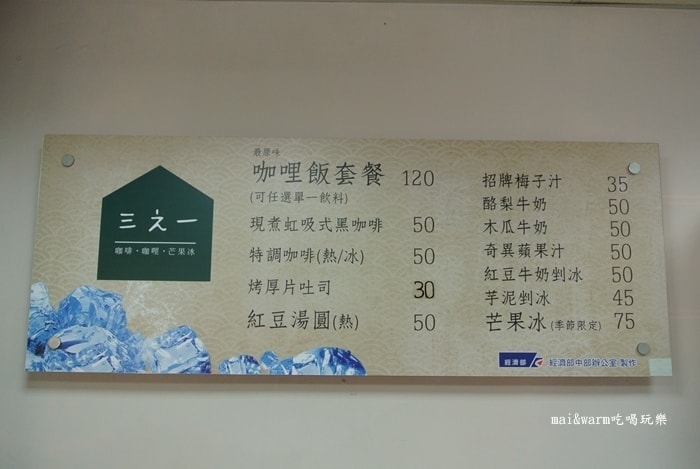 三之一
咖啡・咖哩・芒果冰
最原味
咖哩飯套餐 120
(可任選單一飲料)
現煮虹吸式黑咖啡 50
特調咖啡(熱/冰) 50
烤厚片吐司 30
紅豆湯圓(熱) 50
招牌梅子汁 35
酪梨牛奶 50
木瓜牛奶 50
奇異蘋果汁 50
紅豆牛奶剉冰 50
芋泥剉冰 45
芒果冰(季節限定) 75
經濟部 經濟部中部辦公室 製作
mai&warm吃喝玩樂